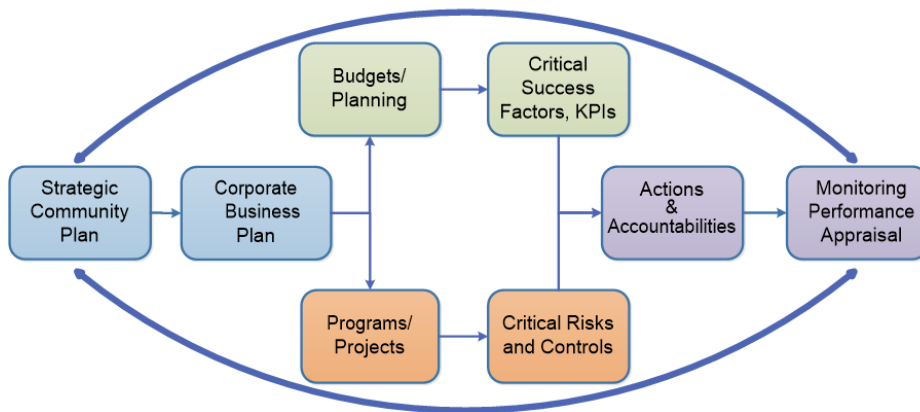 Budgets/
Planning
Critical
Success
Factors, KPIs
Strategic
Community
Plan
Corporate
Business
Plan
Actions
&
Accountabilities
Monitoring
Performance
Appraisal
Programs/
Projects
Critical Risks
and Controls